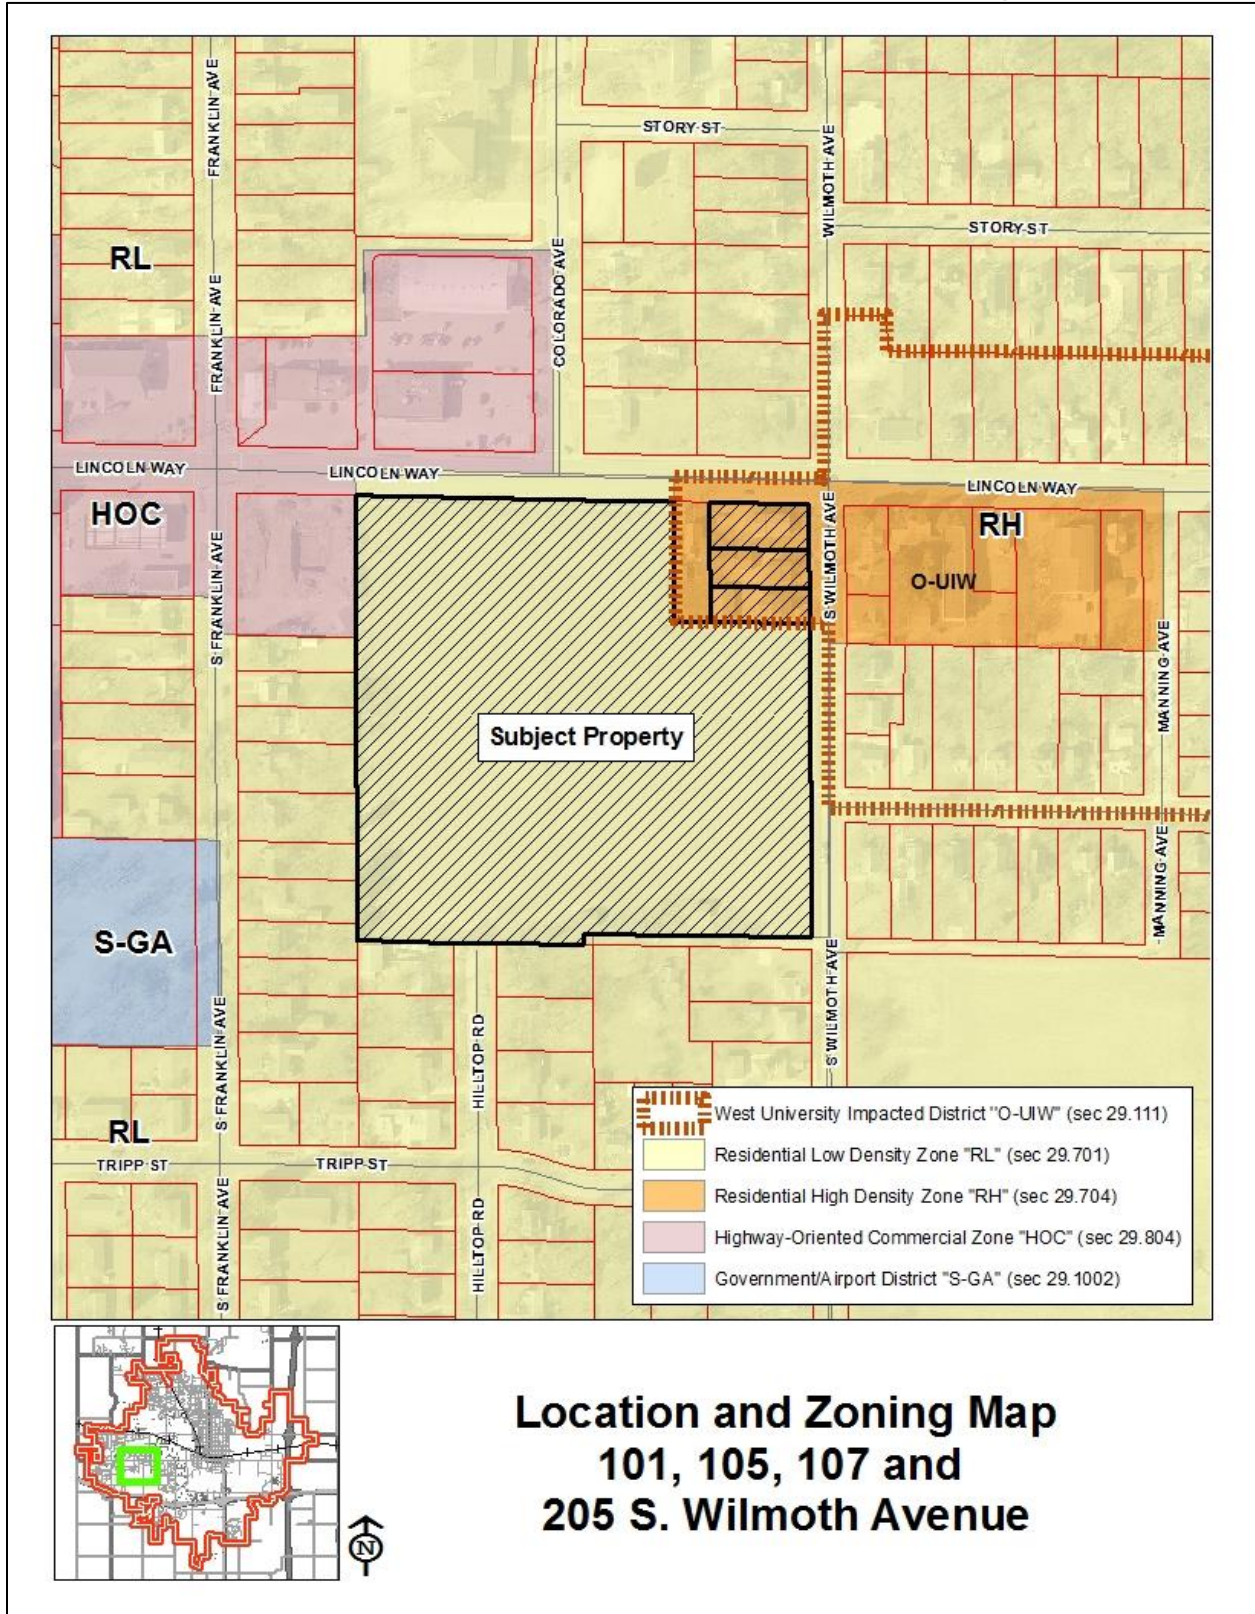 FRANKLIN AVE
STORY ST
WILMOTH AVE
STORY ST
RL
COLORADO AVE
FRANKLIN AVE
LINCOLN WAY
LINCOLN WAY
LINCOLN WAY
HOC
RH
S WILMOTH AVE
O-UIW
S FRANKLIN AVE
MANNING AVE
Subject Property
MANNING AVE
S-GA
S WILMOTH AVE
S FRANKLIN AVE
HILLTOP RD
RL
TRIPP ST
TRIPP ST
S FRANKLIN AVE
HILLTOP RD
West University Impacted District "O-UIW" (sec 29.111)
Residential Low Density Zone "RL" (sec 29.701)
Residential High Density Zone "RH" (sec 29.704)
Highway-Oriented Commercial Zone "HOC" (sec 29.804)
Government/Airport District "S-GA" (sec 29.1002)
Location and Zoning Map
101, 105, 107 and
205 S. Wilmoth Avenue
N